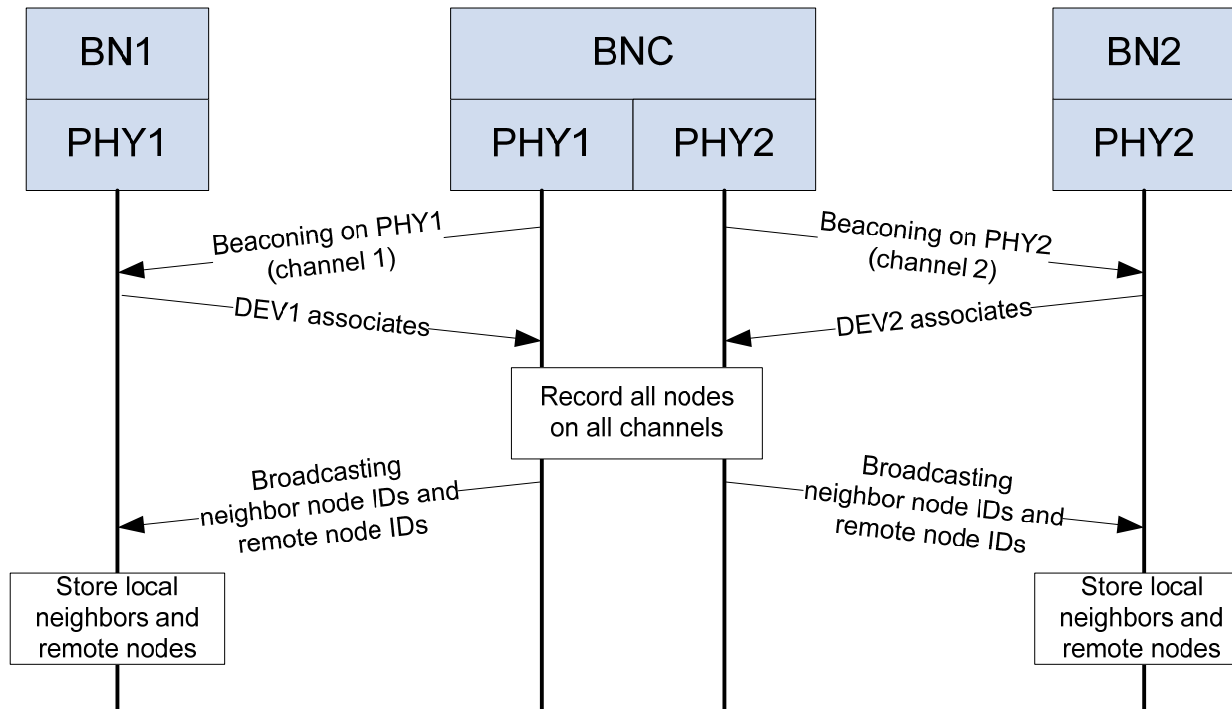 BN1
BNC
BN2
PHY1
PHY1
PHY2
PHY2
Beaconing on PHY1
(channel 1)
Beaconing on PHY2
(channel 2)
DEV1 associates
DEV2 associates
Record all nodes
on all channels
Broadcasting
neighbor node IDs and
remote node IDs
Broadcasting
neighbor node IDs and
remote node IDs
Store local
neighbors and
remote nodes
Store local
neighbors and
remote nodes